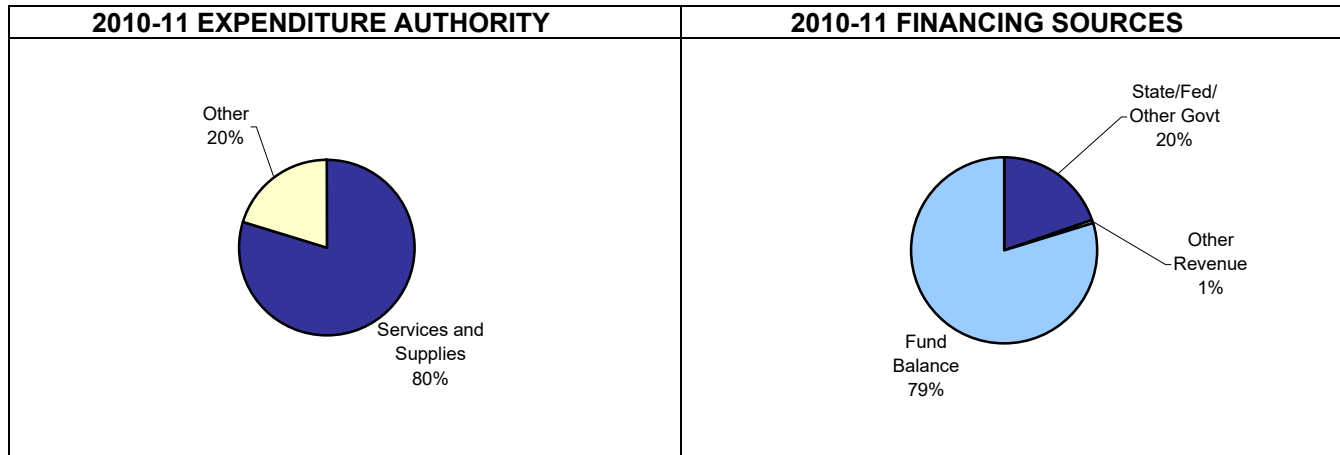 2010-11 EXPENDITURE AUTHORITY
Other
20%
Services and
Supplies
80%
2010-11 FINANCING SOURCES
State/Fed/
Other Govt
20%
Other
Revenue
1%
Fund
Balance
79%